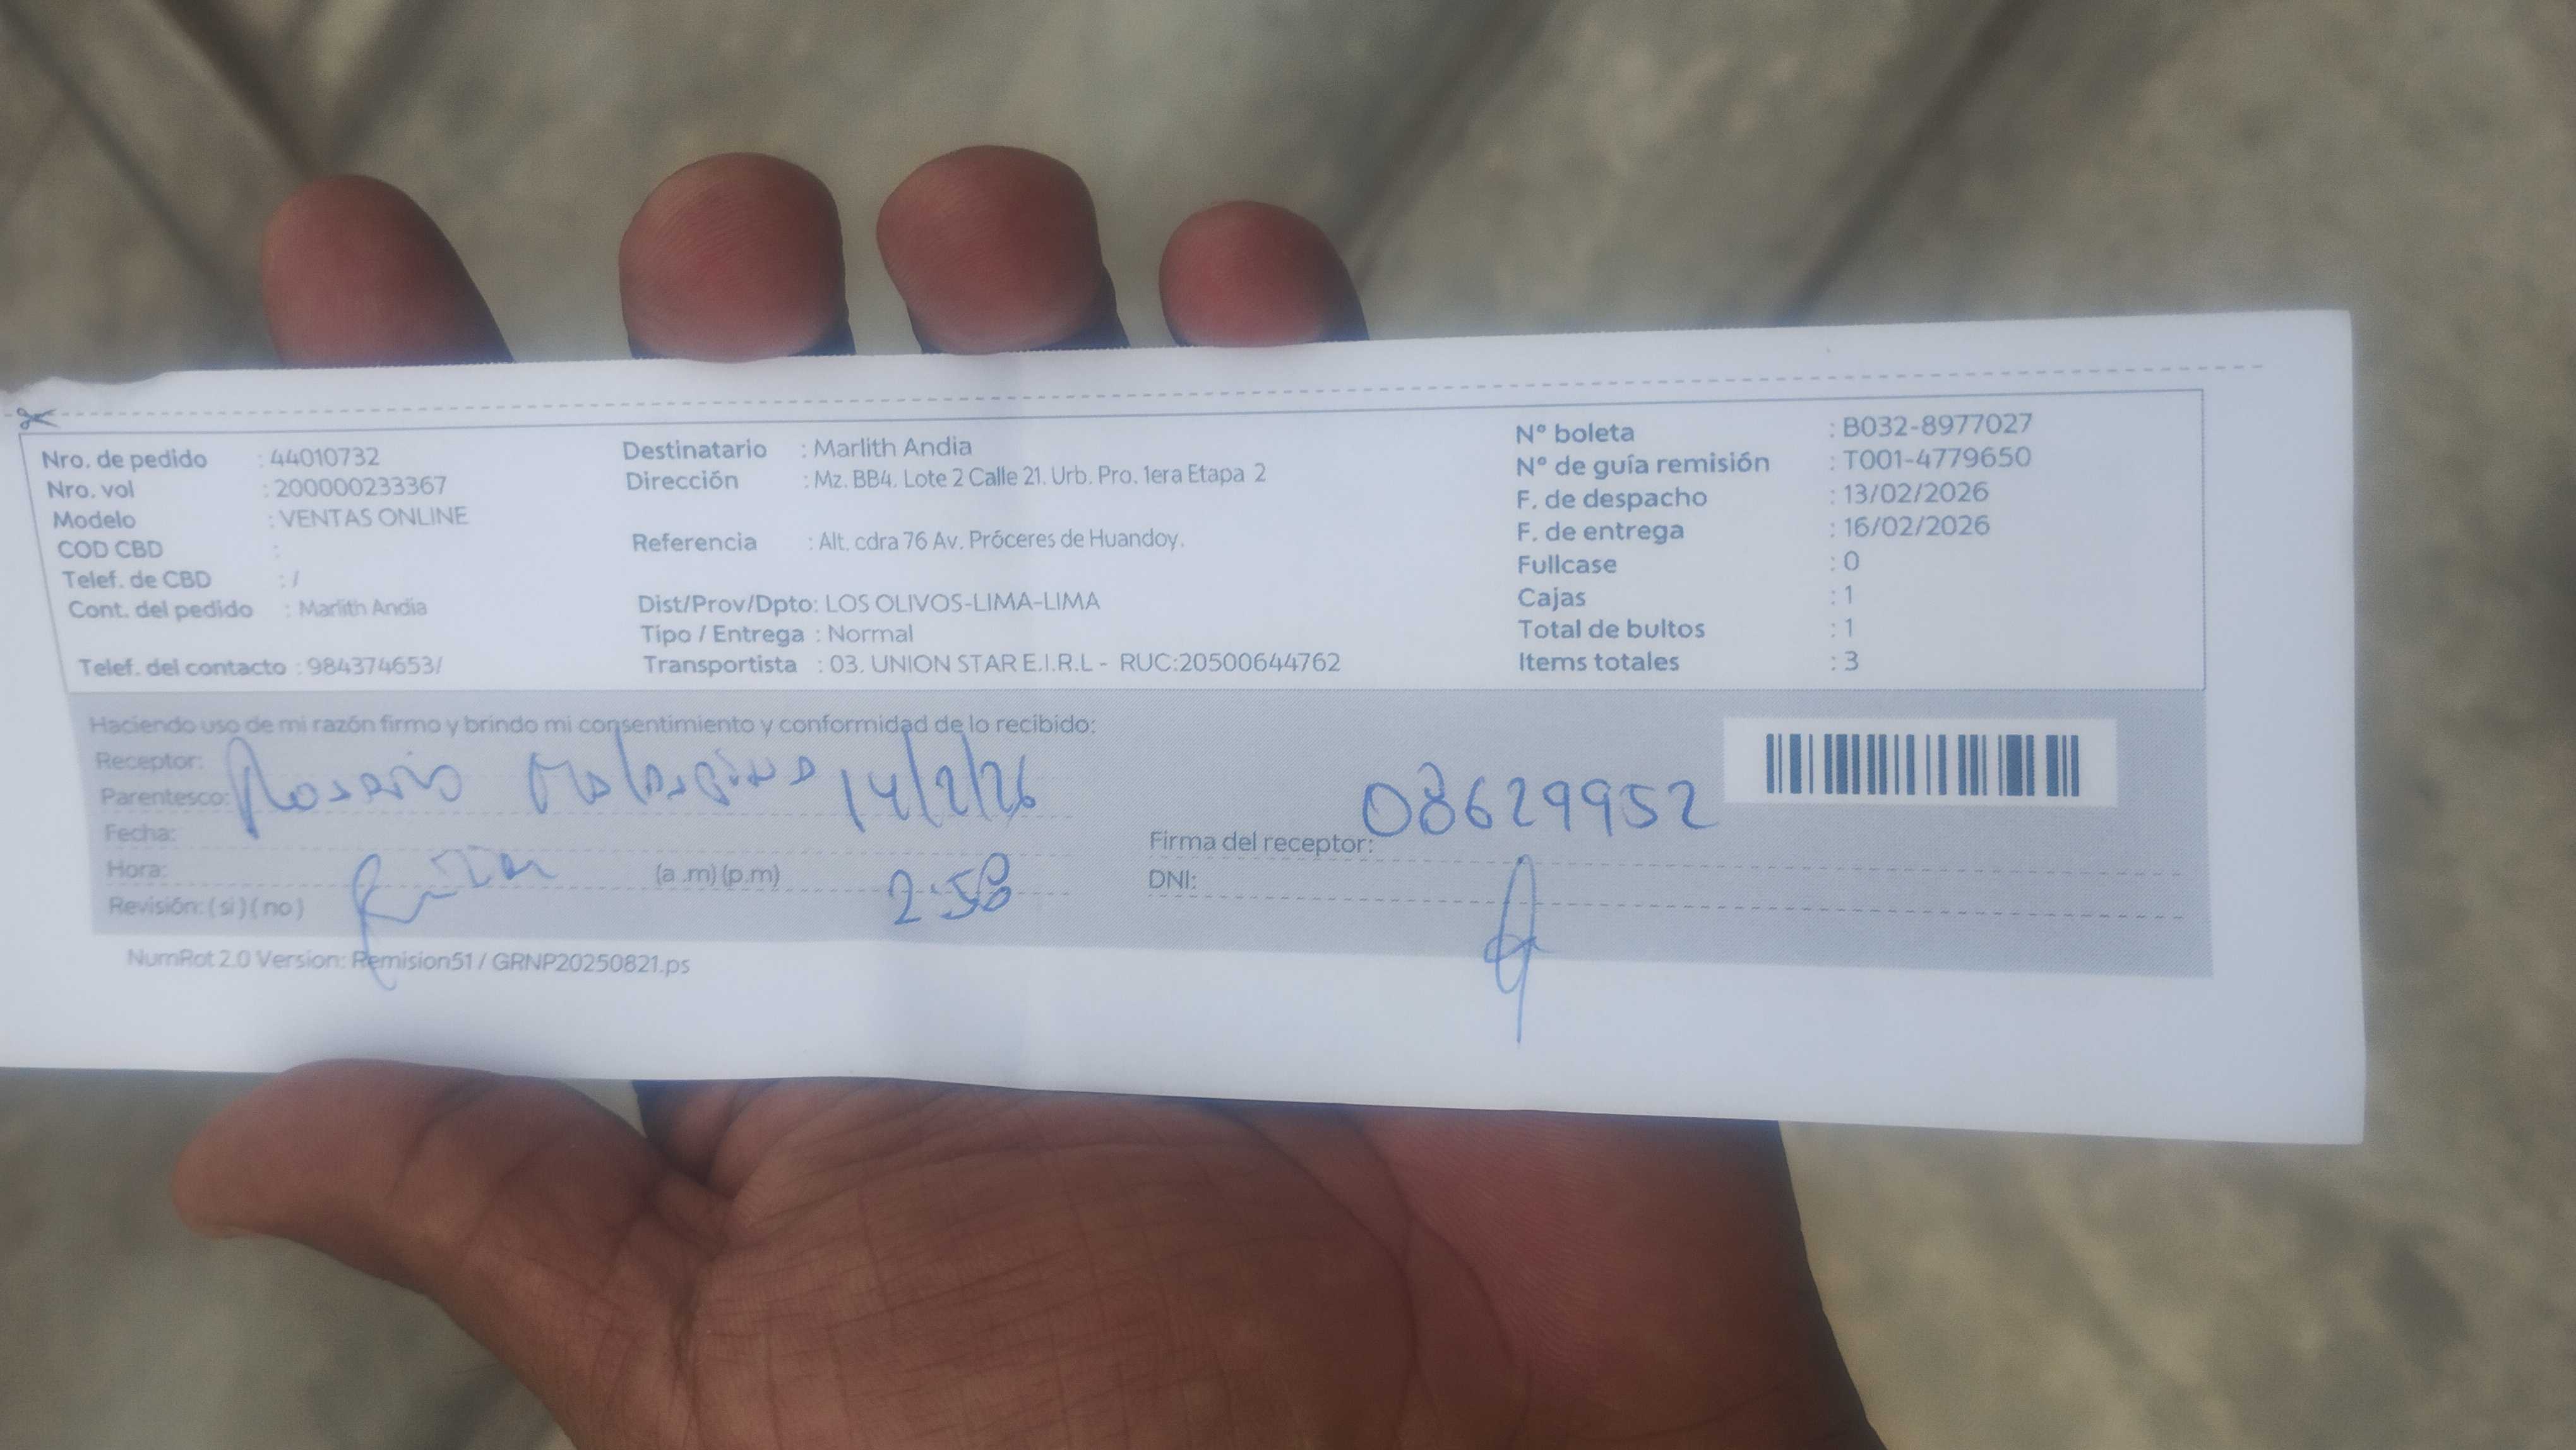 Nro. de pedido : 44010732
Nro. vol : 200000233367
Modelo : VENTAS ONLINE
COD CBD :
Telef. de CBD : /
Cont. del pedido : Marlith Andia
Telef. del contacto : 984374653/
Destinatario : Marlith Andia
Dirección : Mz. BB4. Lote 2 Calle 21. Urb. Pro. 1era Etapa 2
Referencia : Alt. cdra 76 Av. Próceres de Huandoy.
Dist/Prov/Dpto: LOS OLIVOS-LIMA-LIMA
Tipo / Entrega : Normal
Transportista : 03. UNION STAR E.I.R.L - RUC:20500644762
N° boleta : B032-8977027
N° de guía remisión : T001-4779650
F. de despacho : 13/02/2026
F. de entrega : 16/02/2026
Fullcase : 0
Cajas : 1
Total de bultos : 1
Items totales : 3
Haciendo uso de mi razón firmo y brindo mi consentimiento y conformidad de lo recibido:
Receptor: Rosario 14/2/26
Parentesco:
Fecha:
Hora: (a .m) (p.m) 2:58
Revisión: ( si ) ( no )
08629952
Firma del receptor:
DNI:
NumRot 2.0 Version: Remision51 / GRNP20250821.ps